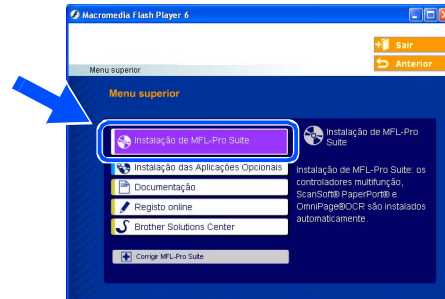 Macromedia Flash Player 6
Sair
Anterior
Menu superior
Menu superior
Instalação de MFL-Pro Suite
Instalação das Aplicações Opcionais
Documentação
Registo online
Brother Solutions Center
Corrigir MFL-Pro Suite
Instalação de MFL-Pro
Suite
Instalação de MFL-Pro Suite: os
controladores multifunção,
ScanSoft® PaperPort® e
OmniPage®OCR são instalados
automaticamente.